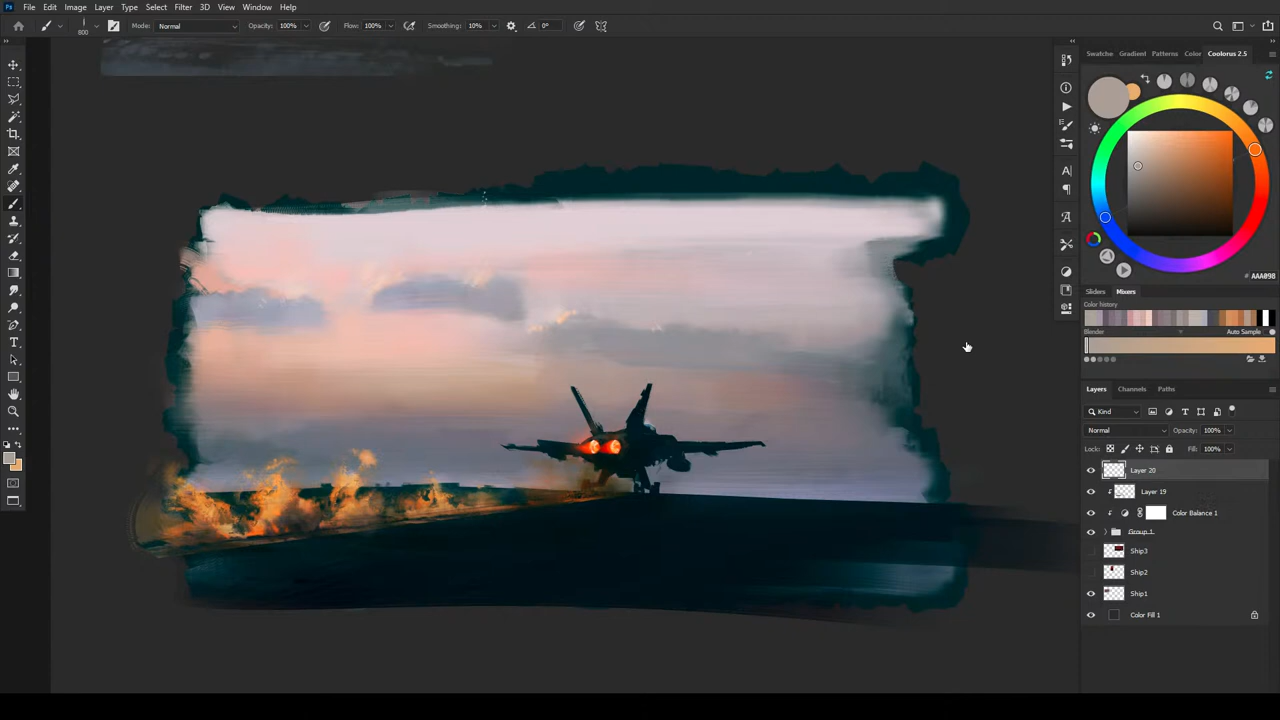 Ps File Edit Image Layer Type Select Filter 3D View Window Help
800 Mode: Normal Opacity: 100% Flow: 100% Smoothing: 10% 0°
Swatche Gradient Patterns Color Coolorus 2.5
# AAA098
Sliders Mixers
Color history
Blender Auto Sample
Layers Channels Paths
Kind
Normal Opacity: 100%
Lock: Fill: 100%
Layer 20
Layer 19
Color Balance 1
Group 1
Ship3
Ship2
Ship1
Color Fill 1